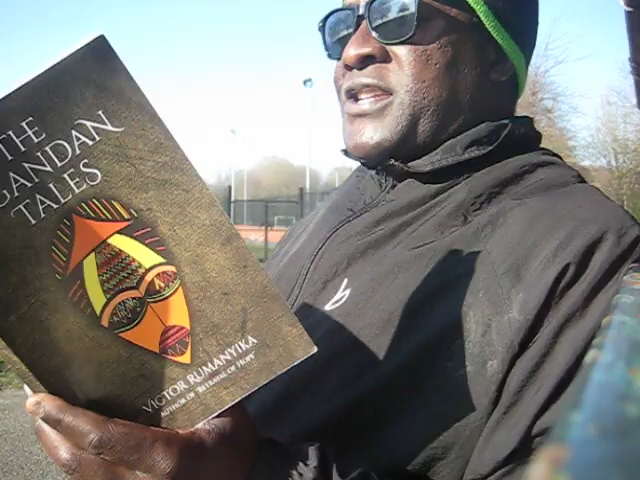 THE
GANDAN
TALES
VICTOR RUMANYIKA
AUTHOR OF "BETRAYAL OF HOPE"